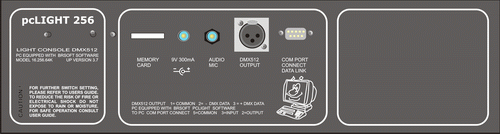 pcLIGHT 256
LIGHT CONSOLE DMX512
PC EQUIPPED WITH BRSOFT SOFTWARE
MODEL 16.256.64K UP VERSION 3.7
CAUTION:
FOR FURTHER SWITCH SETTING,
PLEASE REFER TO USERS GUIDE.
TO REDUCE THE RISK OF FIRE OR
ELECTRICAL SHOCK DO NOT
EXPOSE TO RAIN OR MOISTURE.
FOR SAFE OPERATION CONSULT
USER GUIDE.
MEMORY
CARD
9V 300mA
AUDIO
MIC
DMX512
OUTPUT
COM PORT
CONNECT
DATA LINK
DMX512 OUTPUT 1= COMMON 2= - DMX DATA 3 = + DMX DATA
PC EQUIPPED WITH BRSOFT PCLIGHT SOFTWARE
TO PC COM PORT CONNECT 5=COMMON 3=INPUT 2=OUTPUT